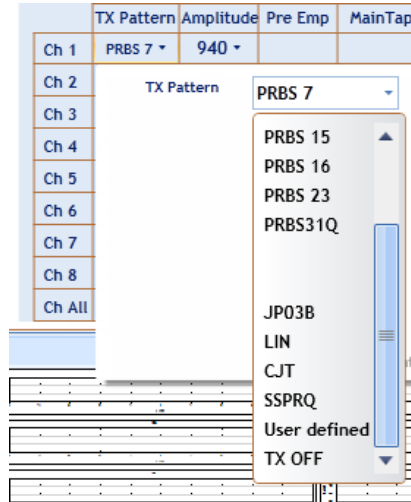 TX Pattern Amplitude Pre Emp MainTap
Ch 1 PRBS 7 940
Ch 2
Ch 3
Ch 4
Ch 5
Ch 6
Ch 7
Ch 8
Ch All
TX Pattern PRBS 7
PRBS 15
PRBS 16
PRBS 23
PRBS31Q
JP03B
LIN
CJT
SSPRQ
User defined
TX OFF